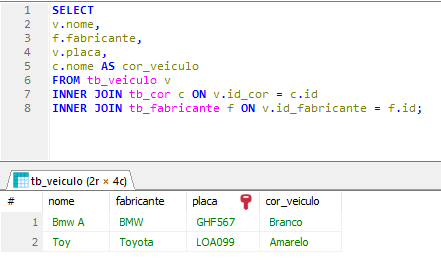 1 SELECT
2 v.nome,
3 f.fabricante,
4 v.placa,
5 c.nome AS cor_veiculo
6 FROM tb_veiculo v
7 INNER JOIN tb_cor c ON v.id_cor = c.id
8 INNER JOIN tb_fabricante f ON v.id_fabricante = f.id;
tb_veiculo (2r × 4c)
# nome fabricante placa cor_veiculo
1 Bmw A BMW GHF567 Branco
2 Toy Toyota LOA099 Amarelo